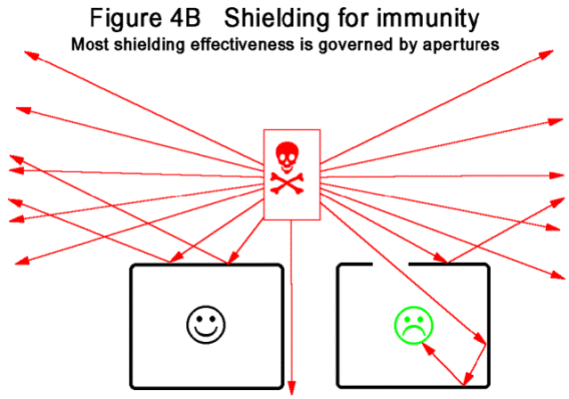 Figure 4B Shielding for immunity
Most shielding effectiveness is governed by apertures